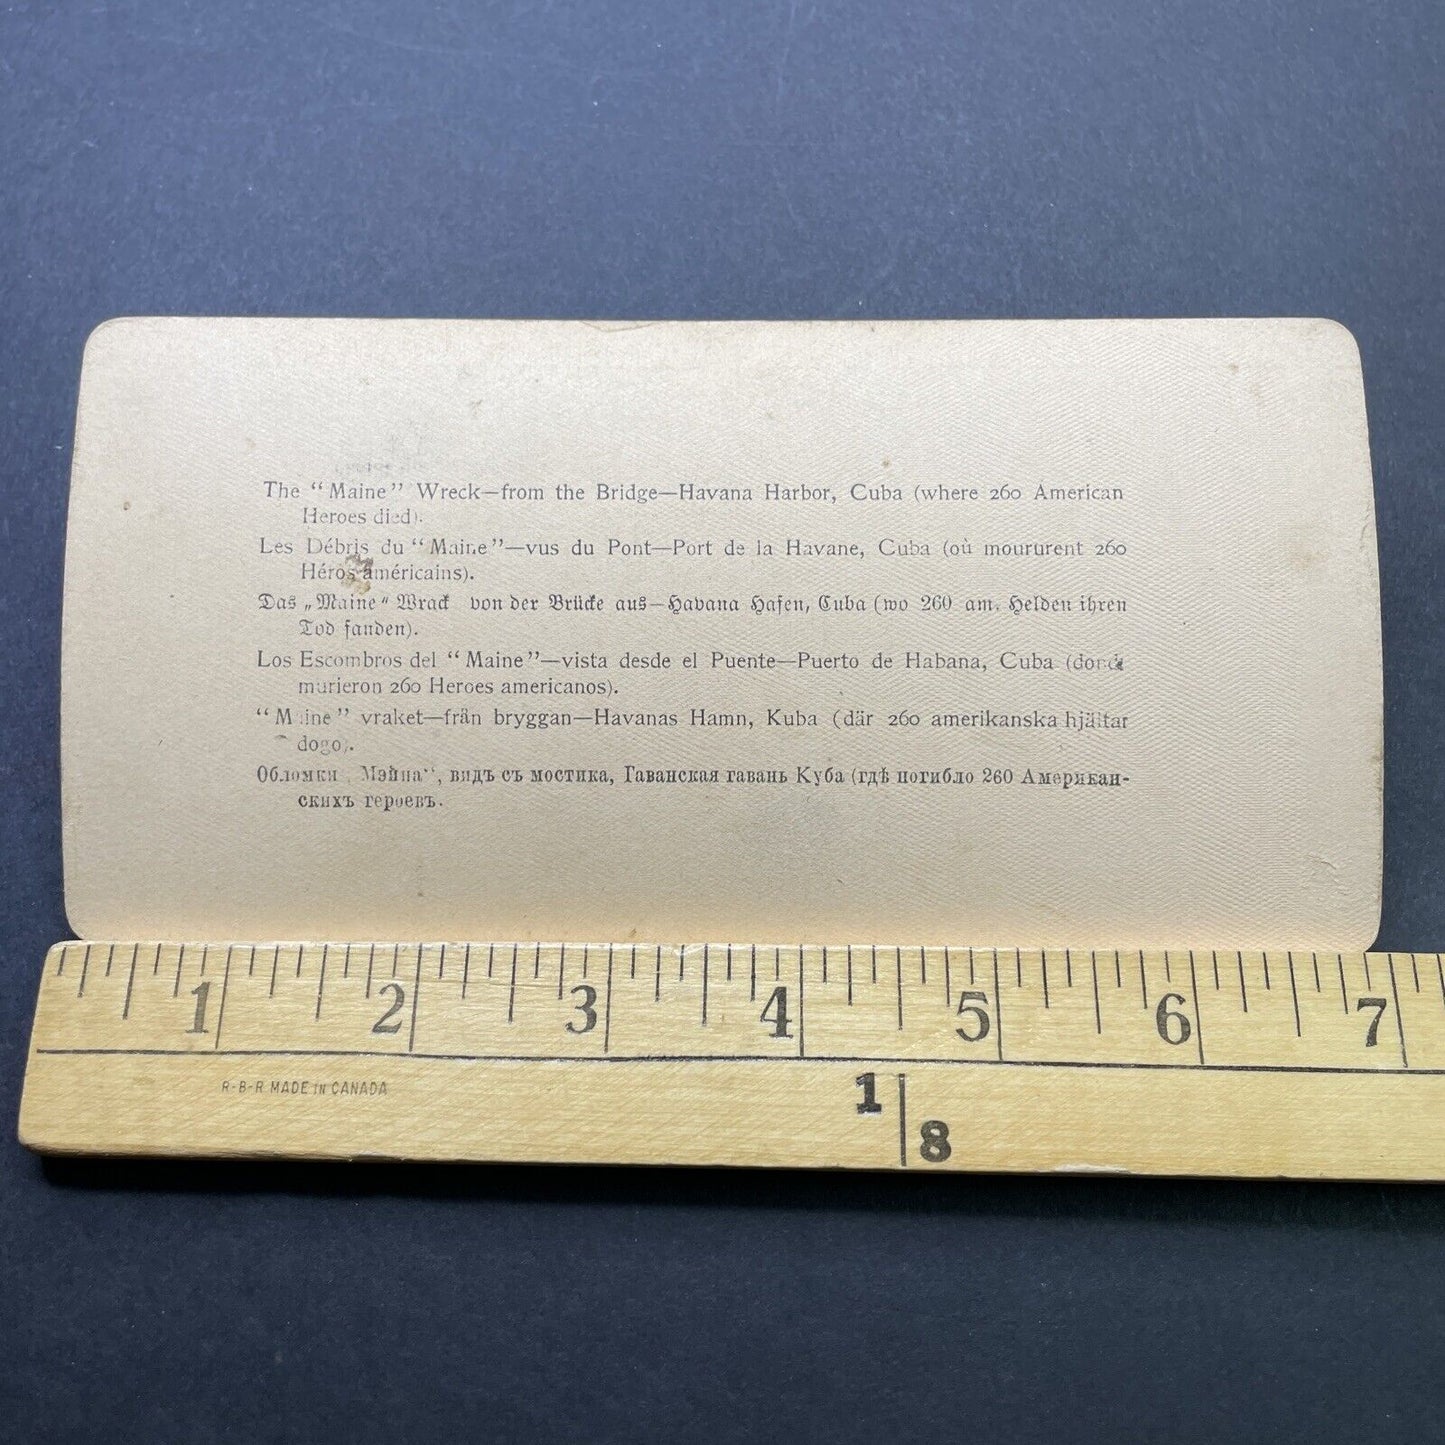 The “Maine” Wreck—from the Bridge—Havana Harbor, Cuba (where 260 American
Heroes died).
Les Débris du “Maine”—vus du Pont—Port de la Havane, Cuba (où moururent 260
Héros américains).
Das „Maine“ Wrack von der Brücke aus—Havana Hafen, Cuba (wo 260 am. Helden ihren
Tod fanden).
Los Escombros del “Maine”—vista desde el Puente—Puerto de Habana, Cuba (donde
murieron 260 Heroes americanos).
“Maine” vraket—från bryggan—Havanas Hamn, Kuba (där 260 amerikanska hjältar
dogo).
Обломки „Мэйна“, видъ съ мостика, Гаванская гавань Куба (гдѣ погибло 260 Американ-
скихъ героевъ.
1 2 3 4 5 6 7
R-B-R MADE IN CANADA
1 8